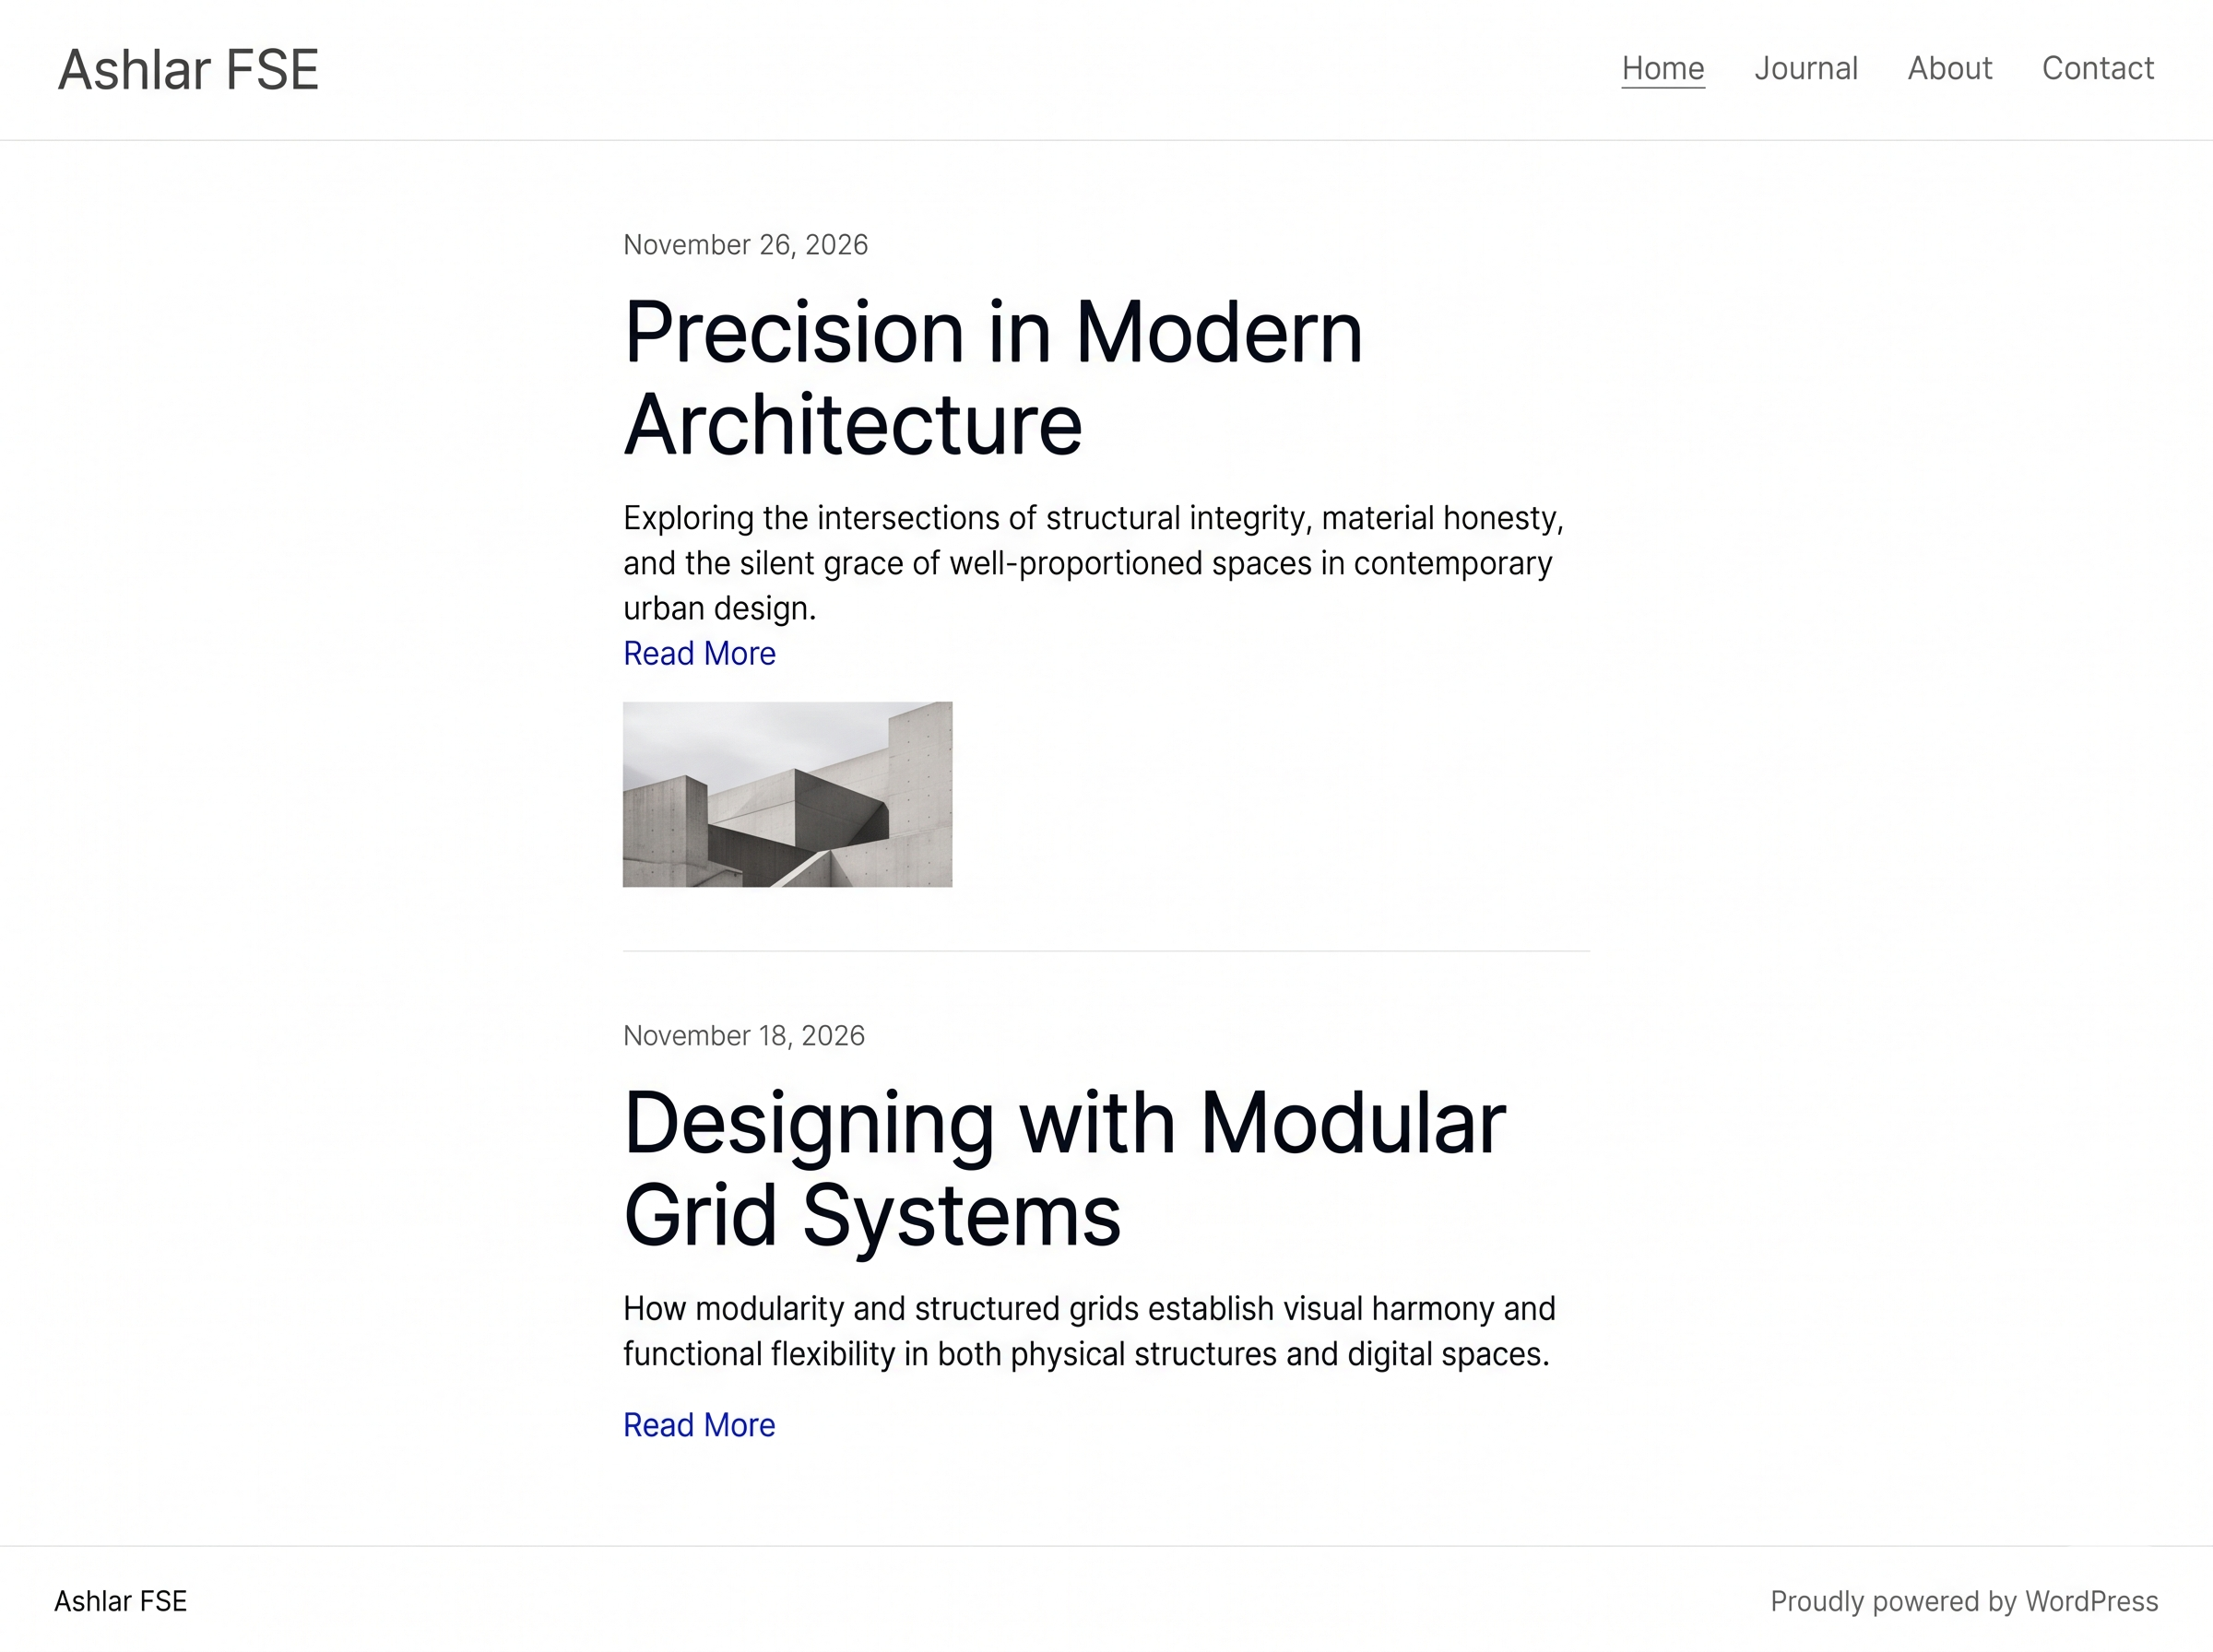 Ashlar FSE
Home Journal About Contact
November 26, 2026
Precision in Modern
Architecture
Exploring the intersections of structural integrity, material honesty,
and the silent grace of well-proportioned spaces in contemporary
urban design.
Read More
November 18, 2026
Designing with Modular
Grid Systems
How modularity and structured grids establish visual harmony and
functional flexibility in both physical structures and digital spaces.
Read More
Ashlar FSE
Proudly powered by WordPress